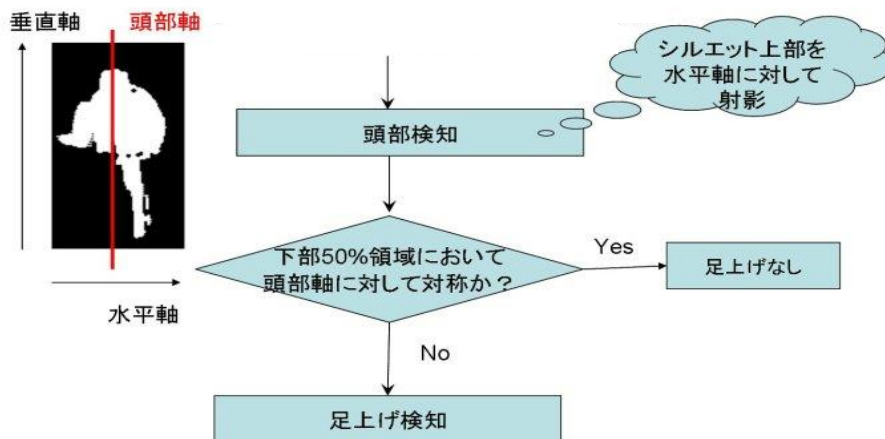 垂直軸
頭部軸
シルエット上部を
水平軸に対して
射影
頭部検知
下部50%領域において
頭部軸に対して対称か？
Yes
足上げなし
水平軸
No
足上げ検知